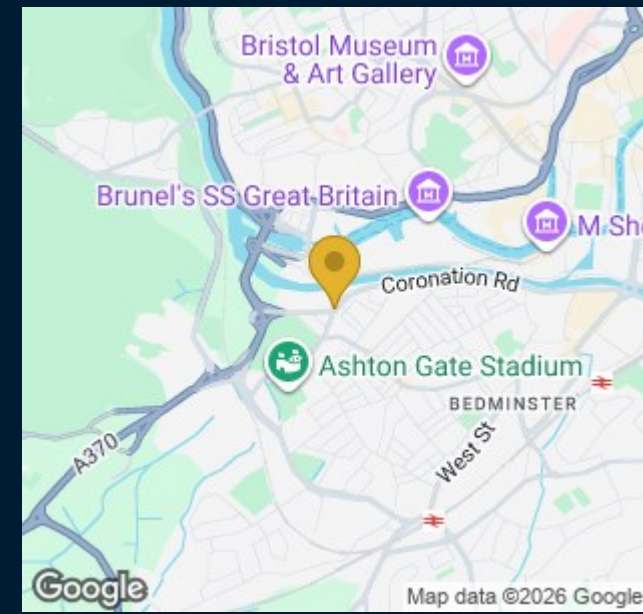 Bristol Museum
& Art Gallery
Brunel's SS Great Britain
M She
Coronation Rd
Ashton Gate Stadium
BEDMINSTER
West St
A370
Google
Map data ©2026 Google